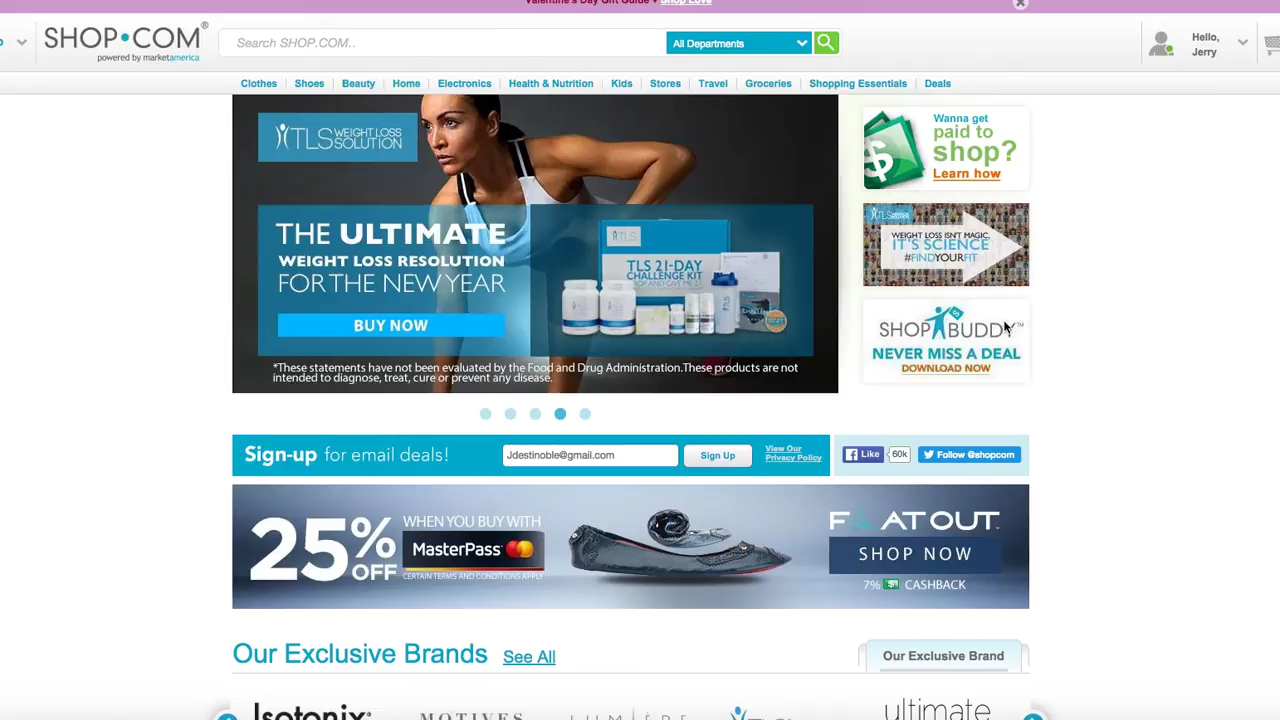 Valentine's Day Gift Guide • Shop Love
SHOP•COM®
powered by marketamerica
Search SHOP.COM..
All Departments
Hello,
Jerry
Clothes
Shoes
Beauty
Home
Electronics
Health & Nutrition
Kids
Stores
Travel
Groceries
Shopping Essentials
Deals
TLS WEIGHT LOSS
SOLUTION
THE ULTIMATE
WEIGHT LOSS RESOLUTION
FOR THE NEW YEAR
BUY NOW
TLS
TLS 21-DAY
CHALLENGE KIT
*These statements have not been evaluated by the Food and Drug Administration.These products are not
intended to diagnose, treat, cure or prevent any disease.
Wanna get
paid to
shop?
Learn how
TLS
WEIGHT LOSS ISN'T MAGIC,
IT'S SCIENCE
#FINDYOURFIT
SHOP BUDDY™
NEVER MISS A DEAL
DOWNLOAD NOW
Sign-up for email deals!
Jdestinoble@gmail.com
Sign Up
View Our
Privacy Policy
Like
60k
Follow @shopcom
25% OFF
WHEN YOU BUY WITH
MasterPass
CERTAIN TERMS AND CONDITIONS APPLY
FLAT OUT
SHOP NOW
7% CASHBACK
Our Exclusive Brands See All
Our Exclusive Brand
Isotonix
MOTIVES
LUMIÈRE
TLS
ultimate